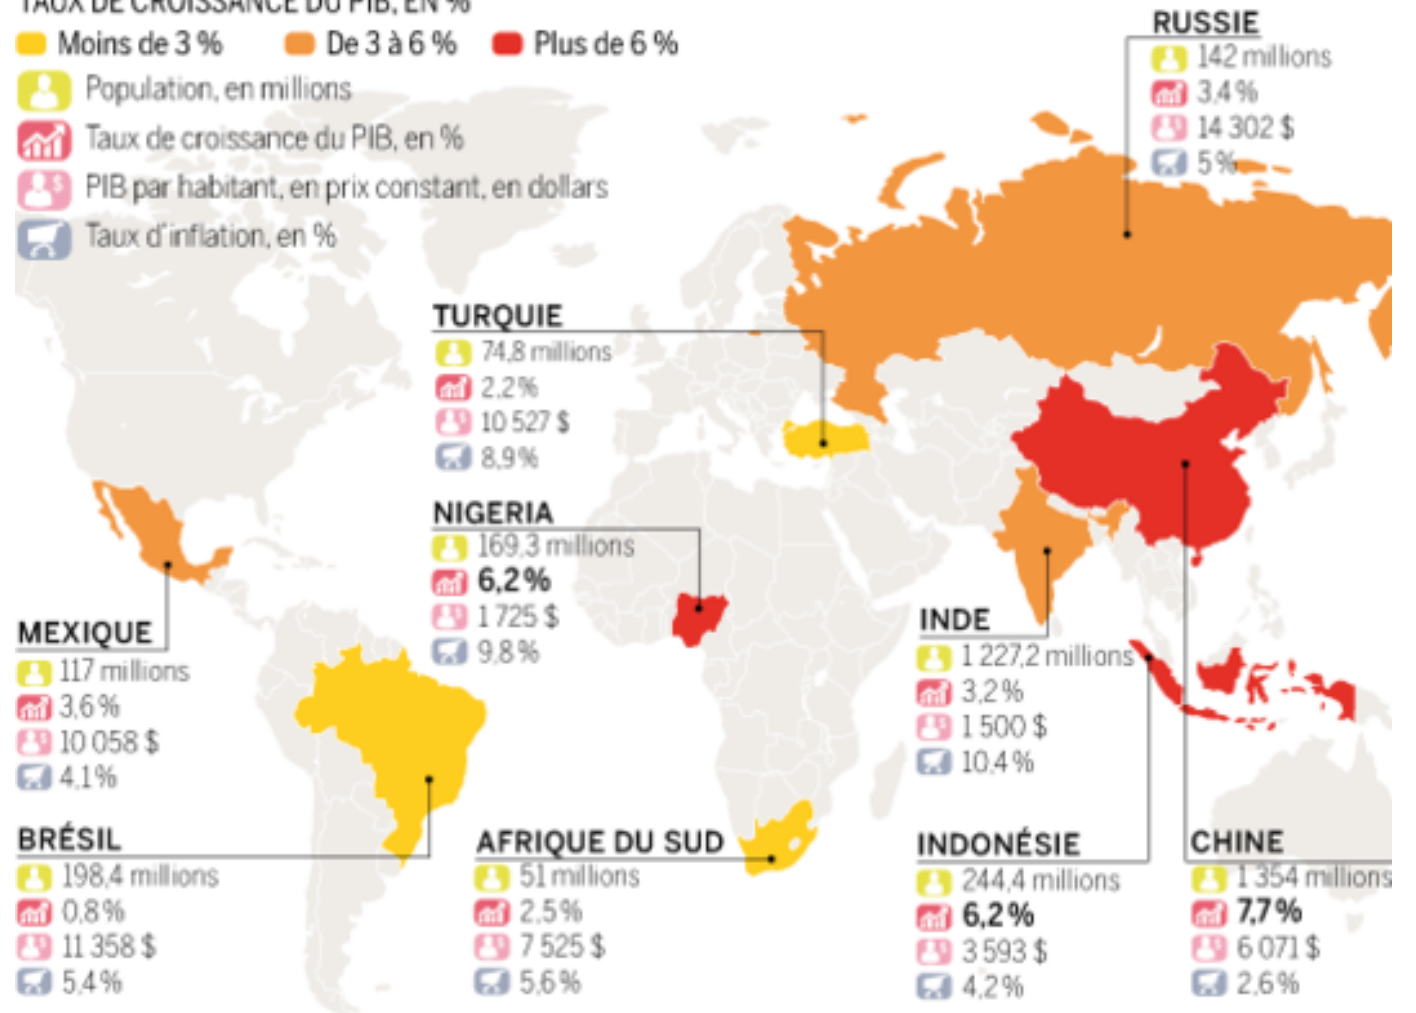 TAUX DE CROISSANCE DU PIB, EN %
Moins de 3 % De 3 à 6 % Plus de 6 %
Population, en millions
Taux de croissance du PIB, en %
PIB par habitant, en prix constant, en dollars
Taux d'inflation, en %
RUSSIE
142 millions
3,4 %
14 302 $
5 %
TURQUIE
74,8 millions
2,2 %
10 527 $
8,9 %
NIGERIA
169,3 millions
6,2 %
1 725 $
9,8 %
MEXIQUE
117 millions
3,6 %
10 058 $
4,1 %
INDE
1 227,2 millions
3,2 %
1 500 $
10,4 %
BRÉSIL
198,4 millions
0,8 %
11 358 $
5,4 %
AFRIQUE DU SUD
51 millions
2,5 %
7 525 $
5,6 %
INDONÉSIE
244,4 millions
6,2 %
3 593 $
4,2 %
CHINE
1 354 millions
7,7 %
6 071 $
2,6 %